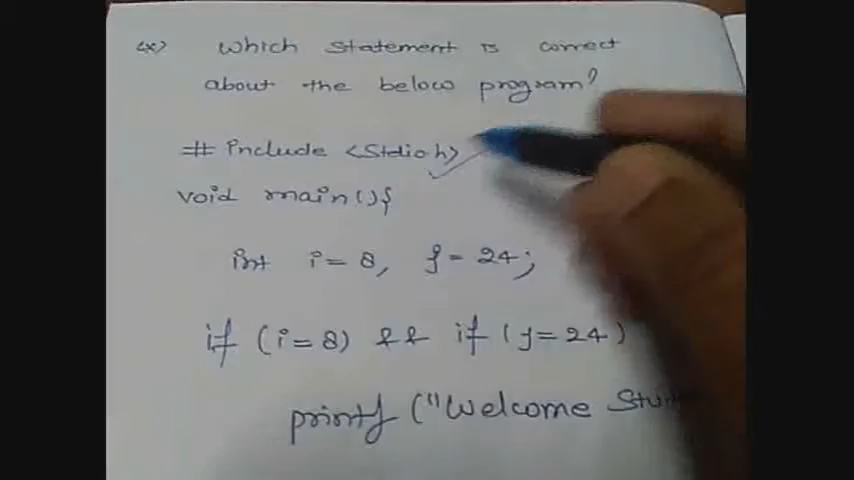 Ex) Which statement is correct
about the below program?
# include <stdio.h>
void main(){
int i=8, j=24;
if (i=8) && if (j=24)
printf ("Welcome